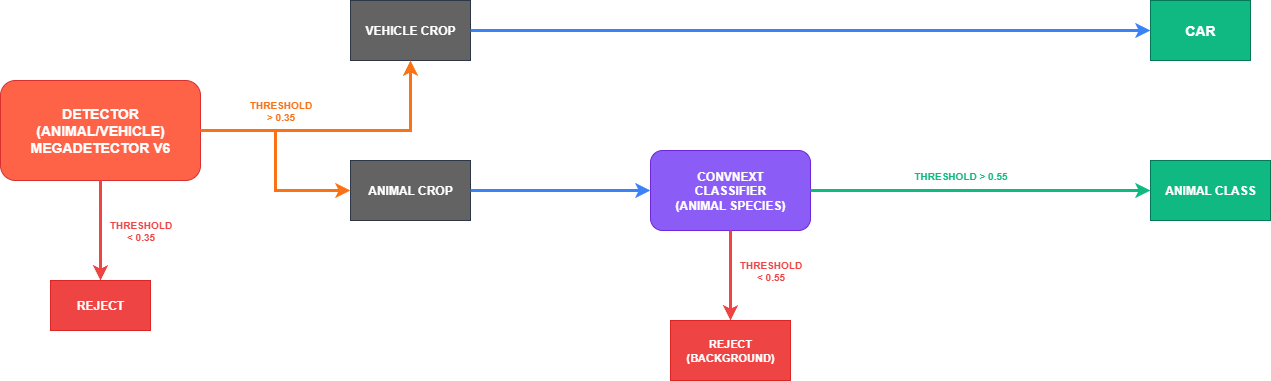 VEHICLE CROP
CAR
DETECTOR
(ANIMAL/VEHICLE)
MEGADETECTOR V6
THRESHOLD
> 0.35
ANIMAL CROP
CONVNEXT
CLASSIFIER
(ANIMAL SPECIES)
THRESHOLD > 0.55
ANIMAL CLASS
THRESHOLD
< 0.35
REJECT
THRESHOLD
< 0.55
REJECT
(BACKGROUND)